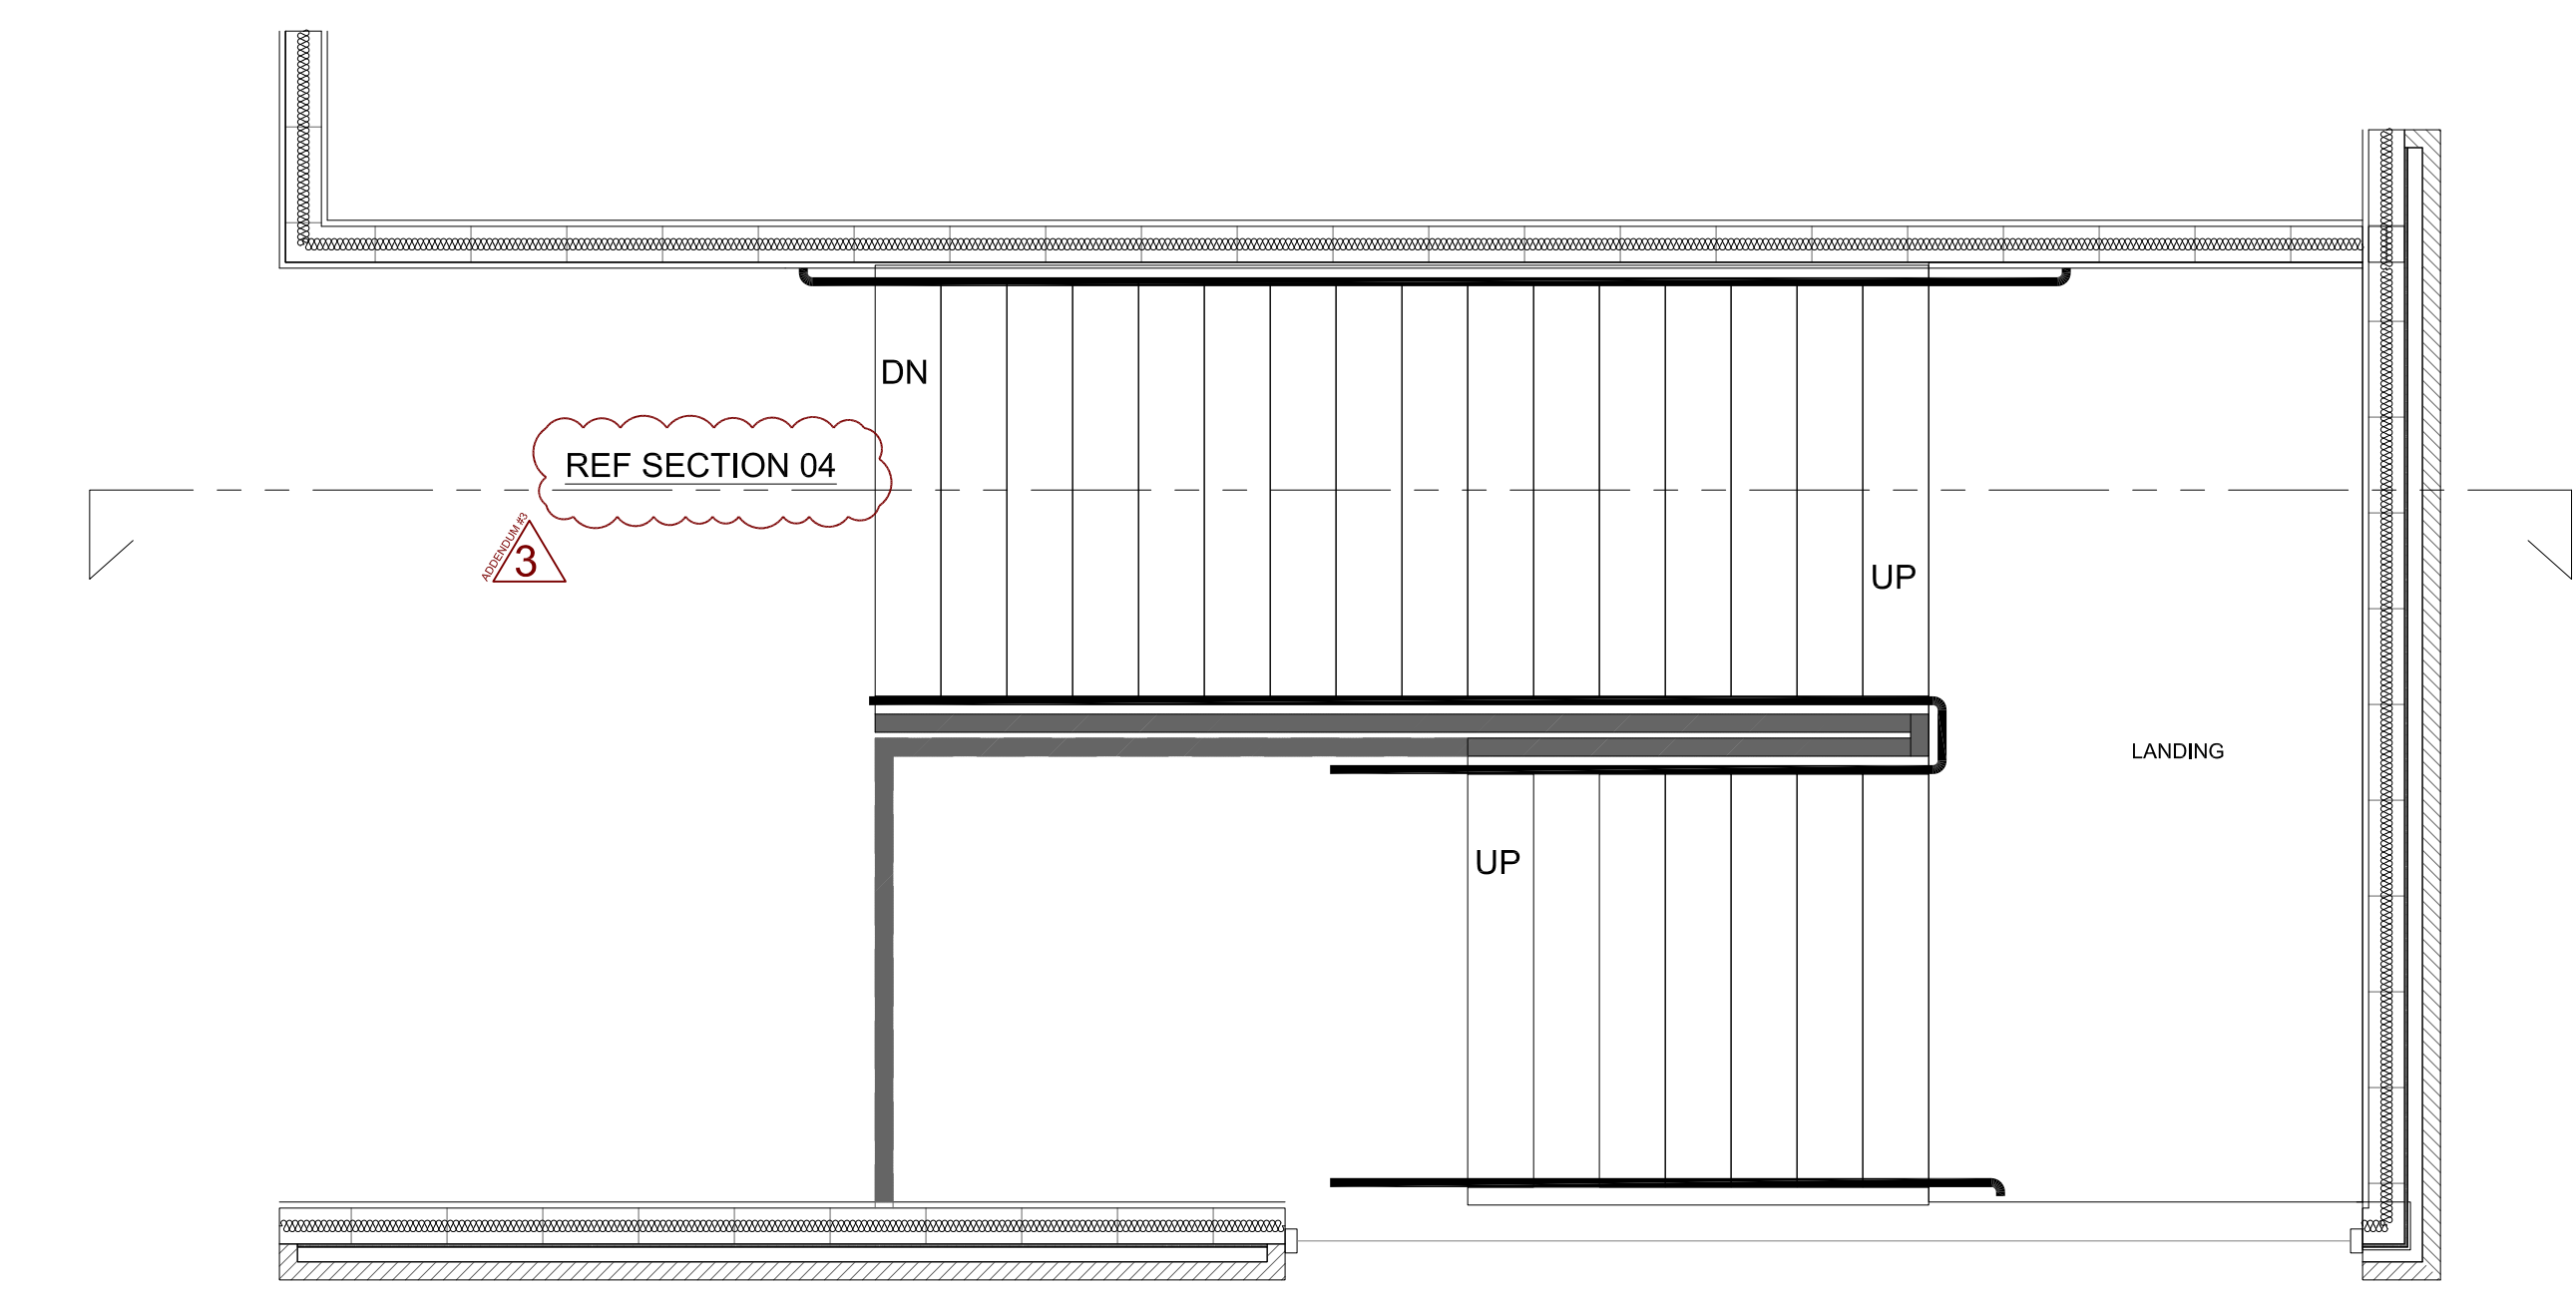 DN
REF SECTION 04
ADDENDUM #3
3
UP
LANDING
UP